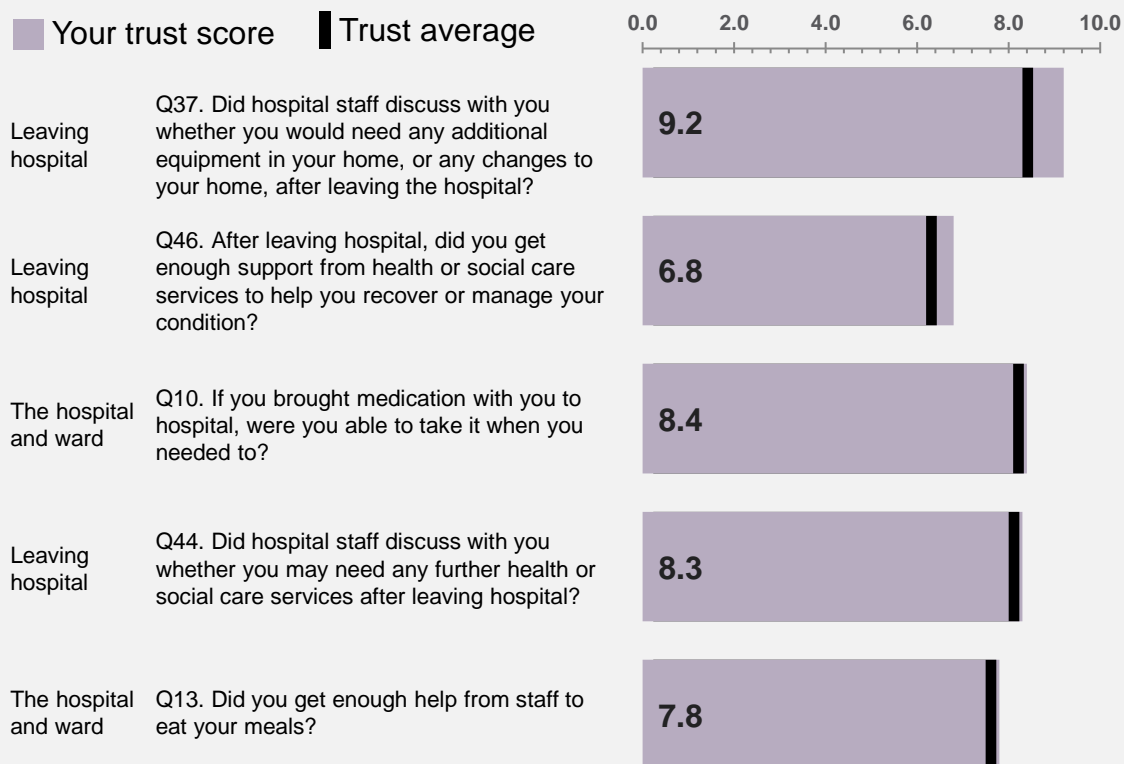 Your trust score
Trust average
0.0 2.0 4.0 6.0 8.0 10.0
Leaving
hospital
Q37. Did hospital staff discuss with you
whether you would need any additional
equipment in your home, or any changes to
your home, after leaving the hospital?
9.2
Leaving
hospital
Q46. After leaving hospital, did you get
enough support from health or social care
services to help you recover or manage your
condition?
6.8
The hospital
and ward
Q10. If you brought medication with you to
hospital, were you able to take it when you
needed to?
8.4
Leaving
hospital
Q44. Did hospital staff discuss with you
whether you may need any further health or
social care services after leaving hospital?
8.3
The hospital
and ward
Q13. Did you get enough help from staff to
eat your meals?
7.8